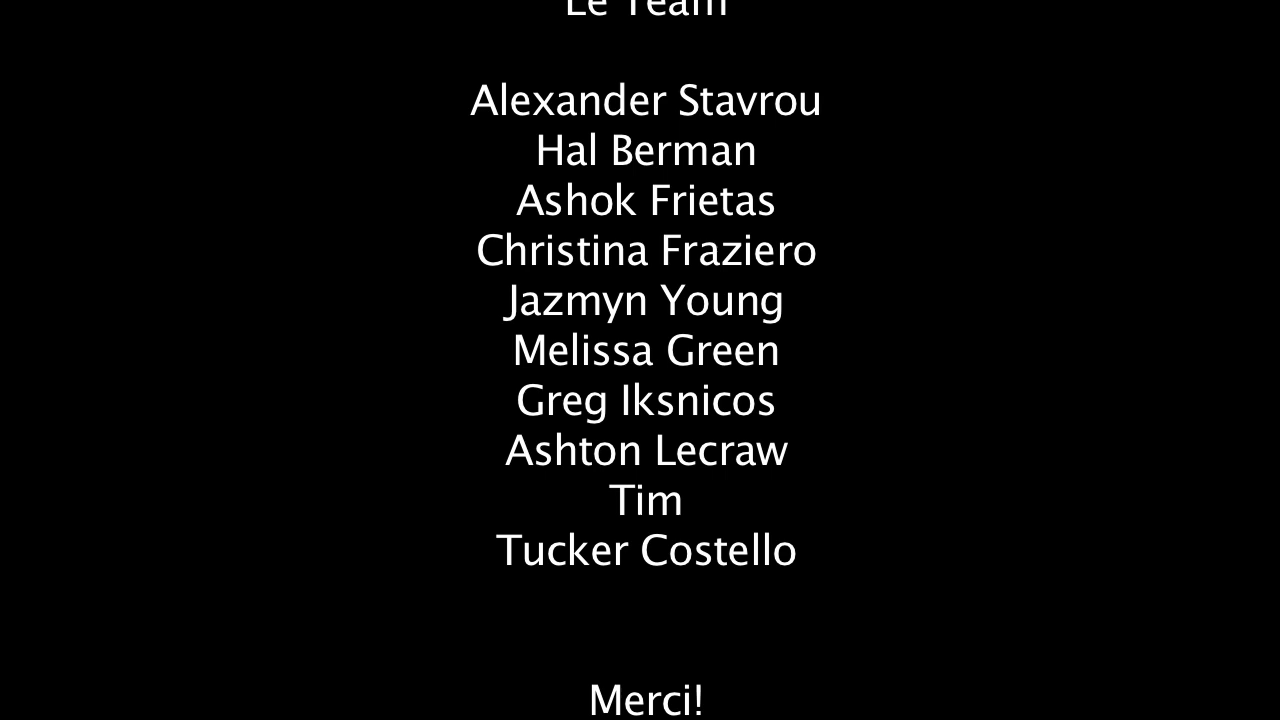 Le Team
Alexander Stavrou
Hal Berman
Ashok Frietas
Christina Fraziero
Jazmyn Young
Melissa Green
Greg Iksnicos
Ashton Lecraw
Tim
Tucker Costello
Merci!